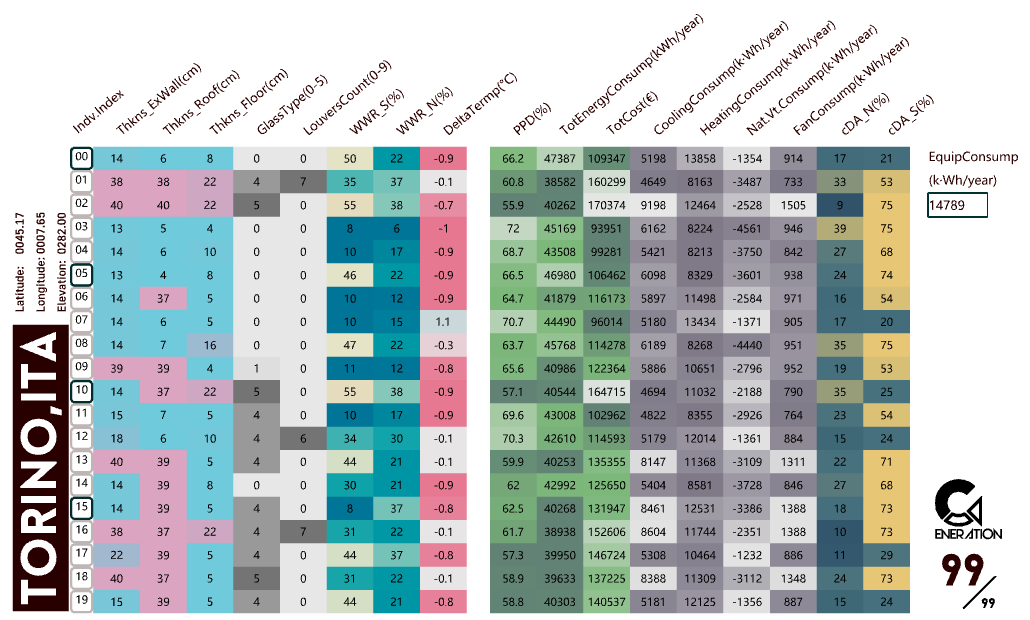 Indv.Index Thkns_ExWall(cm) Thkns_Roof(cm) Thkns_Floor(cm) GlassType(0-5) LouversCount(0-9) WWR_S(%) WWR_N(%) DeltaTermp(°C) PPD(%) TotEnergyConsump(kWh/year) TotCost(€) CoolingConsump(k·Wh/year) HeatingConsump(k·Wh/year) Nat.Vt.Consump(k·Wh/year) FanConsump(k·Wh/year) cDA_N(%) cDA_S(%)
00 14 6 8 0 0 50 22 -0.9 66.2 47387 109347 5198 13858 -1354 914 17 21
01 38 38 22 4 7 35 37 -0.1 60.8 38582 160299 4649 8163 -3487 733 33 53
02 40 40 22 5 0 55 38 -0.7 55.9 40262 170374 9198 12464 -2528 1505 9 75
03 13 5 4 0 0 8 6 -1 72 45169 93951 6162 8224 -4561 946 39 75
04 14 6 10 0 0 10 17 -0.9 68.7 43508 99281 5421 8213 -3750 842 27 68
05 13 4 8 0 0 46 22 -0.9 66.5 46980 106462 6098 8329 -3601 938 24 74
06 14 37 5 0 0 10 12 -0.9 64.7 41879 116173 5897 11498 -2584 971 16 54
07 14 6 5 0 0 10 15 1.1 70.7 44490 96014 5180 13434 -1371 905 17 20
08 14 7 16 0 0 47 22 -0.3 63.7 45768 114278 6189 8268 -4440 951 35 75
09 39 39 4 1 0 11 12 -0.8 65.6 40986 122364 5886 10651 -2796 952 19 53
10 14 37 22 5 0 55 38 -0.9 57.1 40544 164715 4694 11032 -2188 790 35 25
11 15 7 5 4 0 10 17 -0.9 69.6 43008 102962 4822 8355 -2926 764 23 54
12 18 6 10 4 6 34 30 -0.1 70.3 42610 114593 5179 12014 -1361 884 15 24
13 40 39 5 4 0 44 21 -0.1 59.9 40253 135355 8147 11368 -3109 1311 22 71
14 14 39 8 0 0 30 21 -0.9 62 42992 125650 5404 8581 -3728 846 27 68
15 14 39 5 4 0 8 37 -0.8 62.5 40268 131947 8461 12531 -3386 1388 18 73
16 38 37 22 4 7 31 22 -0.1 61.7 38938 152606 8604 11744 -2351 1388 10 73
17 22 39 5 4 0 44 37 -0.8 57.3 39950 146724 5308 10464 -1232 886 11 29
18 40 37 5 5 0 31 22 -0.1 58.9 39633 137225 8388 11309 -3112 1348 24 73
19 15 39 5 4 0 44 21 -0.8 58.8 40303 140537 5181 12125 -1356 887 15 24
Latitude: 0045.17
Longitude: 0007.65
Elevation: 0282.00
TORINO,ITA
EquipConsump
(k·Wh/year)
14789
ENERATION
99/99